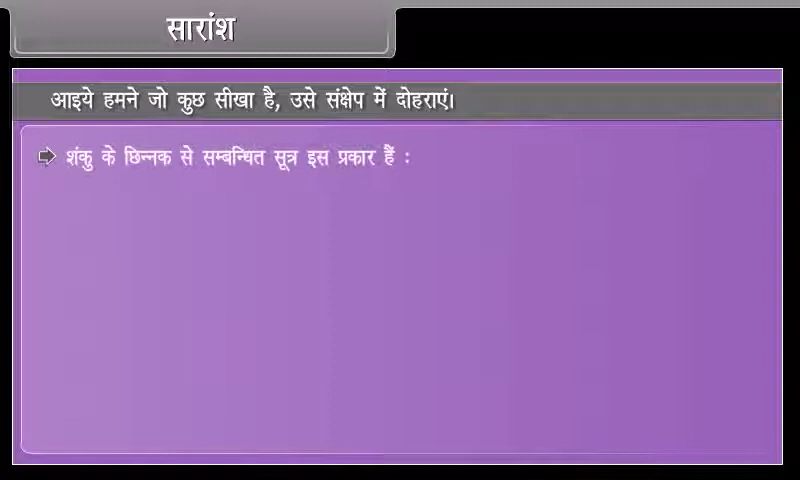 सारांश
आइये हमने जो कुछ सीखा है, उसे संक्षेप में दोहराएं।
शंकु के छिन्नक से सम्बन्धित सूत्र इस प्रकार हैं :